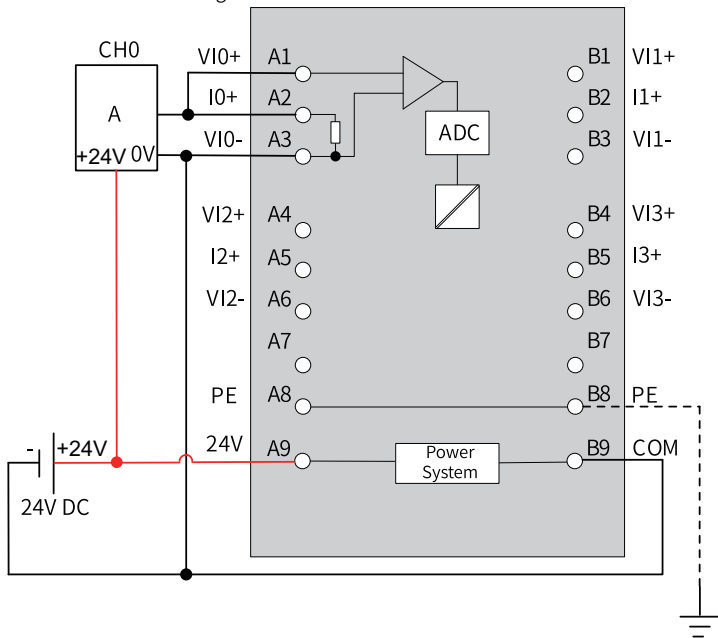 CH0
A
+24V 0V
VI0+ A1
I0+ A2
VI0- A3
ADC
B1 VI1+
B2 I1+
B3 VI1-
VI2+ A4
I2+ A5
VI2- A6
A7
B4 VI3+
B5 I3+
B6 VI3-
B7
PE A8
B8 PE
24V A9
Power
System
B9 COM
- +24V
24V DC